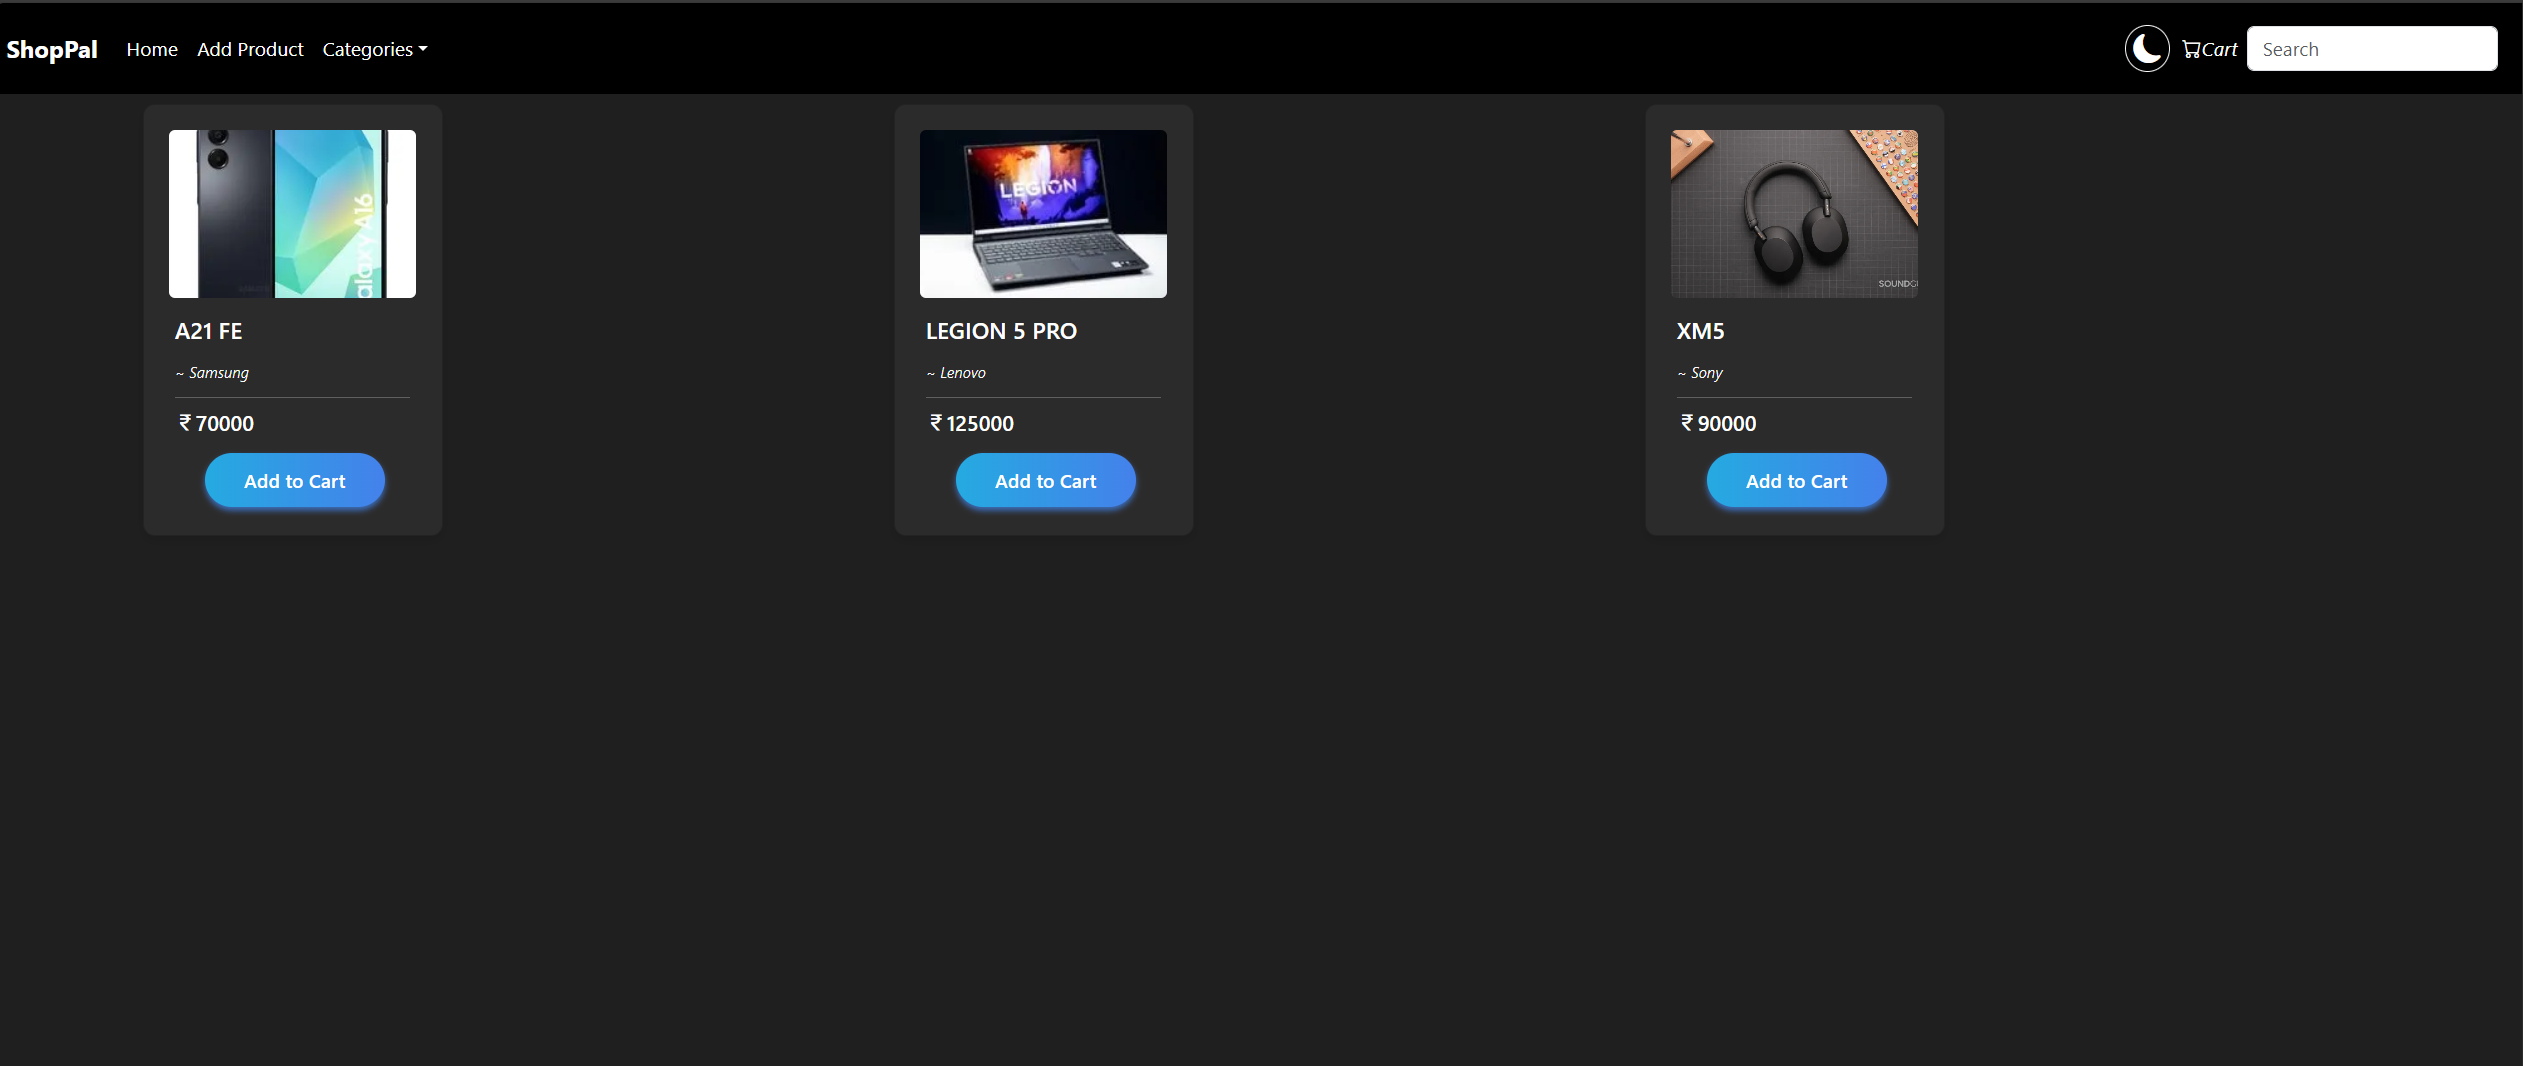 ShopPal Home Add Product Categories Cart Search
alaxy A16
LEGION
SOUNDG
A21 FE
~ Samsung
₹ 70000
Add to Cart
LEGION 5 PRO
~ Lenovo
₹ 125000
Add to Cart
XM5
~ Sony
₹ 90000
Add to Cart